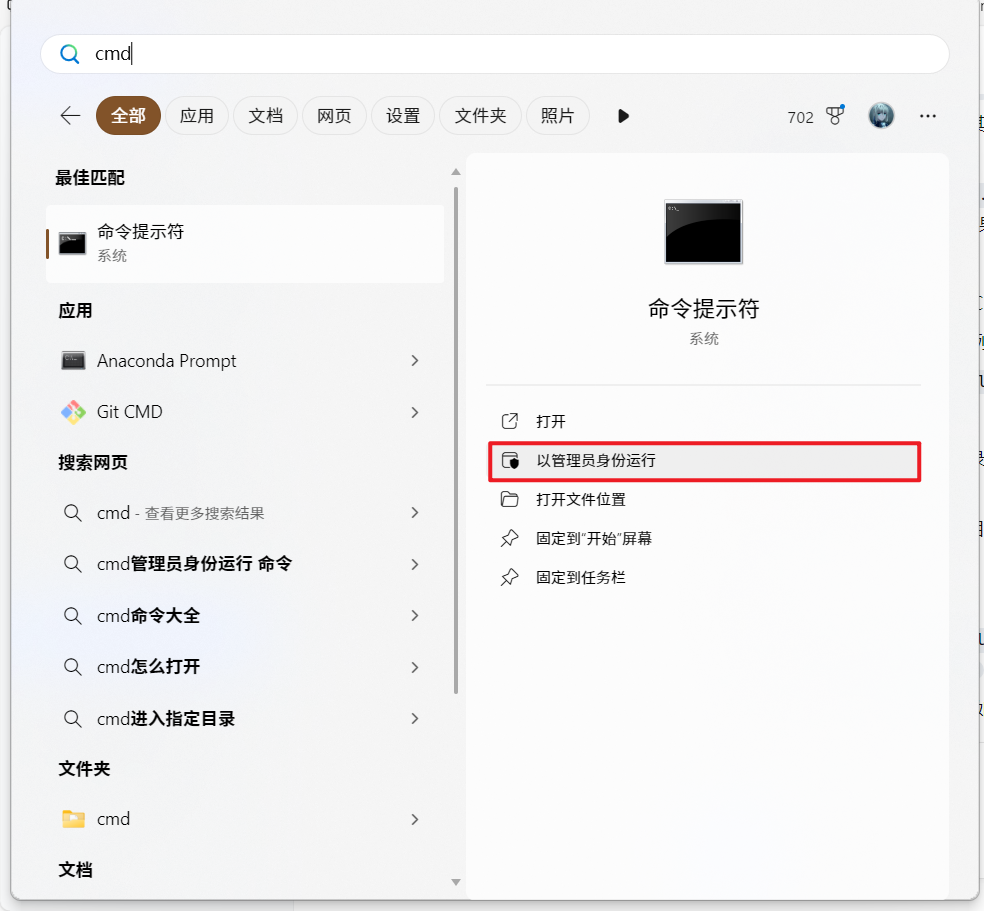 cmd
全部
应用
文档
网页
设置
文件夹
照片
702
最佳匹配
命令提示符
系统
应用
Anaconda Prompt
Git CMD
搜索网页
cmd - 查看更多搜索结果
cmd管理员身份运行 命令
cmd命令大全
cmd怎么打开
cmd进入指定目录
文件夹
cmd
文档
命令提示符
系统
打开
以管理员身份运行
打开文件位置
固定到"开始"屏幕
固定到任务栏